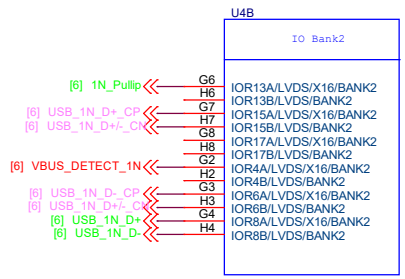 U4B
IO Bank2
[6] 1N_Pullip G6 IOR13A/LVDS/X16/BANK2
H6 IOR13B/LVDS/BANK2
[6] USB_1N_D+_CP G7 IOR15A/LVDS/X16/BANK2
[6] USB_1N_D+/-_CN H7 IOR15B/LVDS/BANK2
G8 IOR17A/LVDS/X16/BANK2
H8 IOR17B/LVDS/BANK2
[6] VBUS_DETECT_1N G2 IOR4A/LVDS/X16/BANK2
H2 IOR4B/LVDS/BANK2
[6] USB_1N_D-_CP G3 IOR6A/LVDS/X16/BANK2
[6] USB_1N_D+/-_CN H3 IOR6B/LVDS/BANK2
[6] USB_1N_D+ G4 IOR8A/LVDS/X16/BANK2
[6] USB_1N_D- H4 IOR8B/LVDS/BANK2